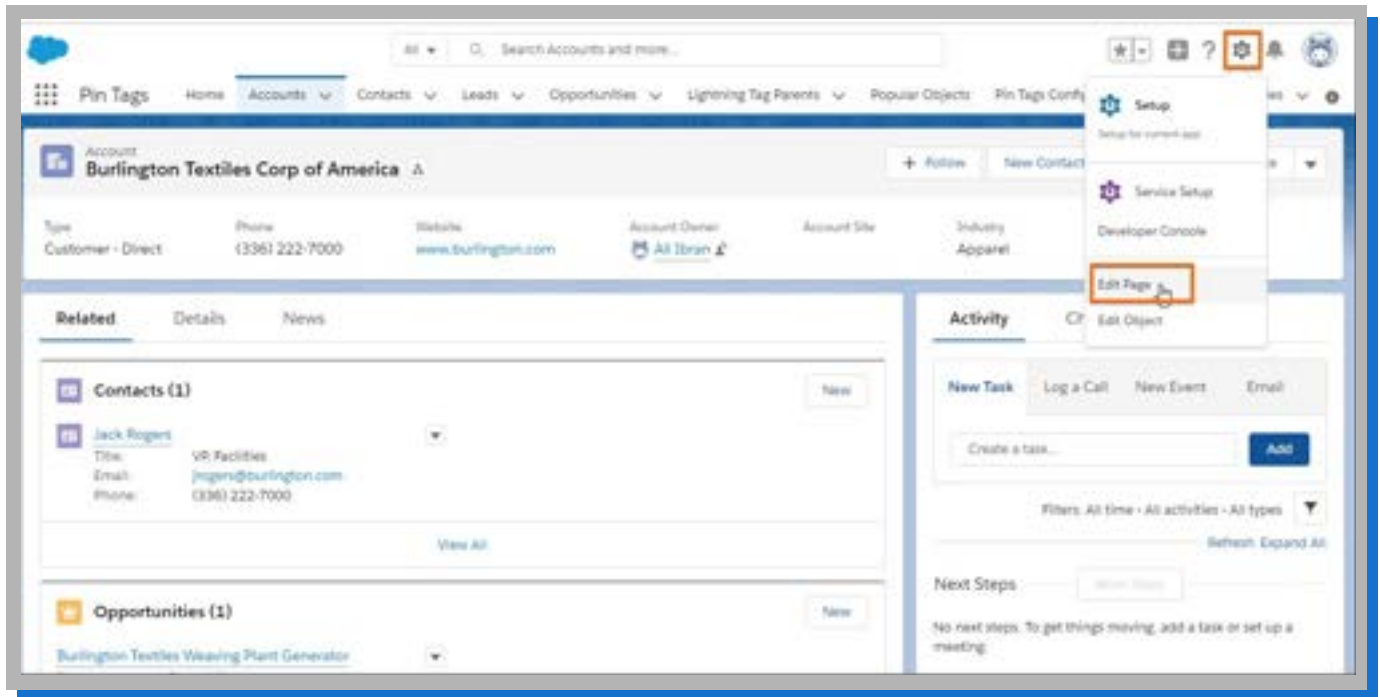 All
Search Accounts and more...
Pin Tags Home Accounts Contacts Leads Opportunities Lightning Tag Parents Popular Objects Pin Tags Config
Setup
Setup for current app
Service Setup
Developer Console
Edit Page
Edit Object
Account
Burlington Textiles Corp of America
+ Follow New Contact
Type Phone Website Account Owner Account Site Industry
Customer - Direct (336) 222-7000 www.burlington.com Ali Ibran Apparel
Related Details News
Activity
Contacts (1) New
Jack Rogers
Title: VP, Facilities
Email: jrogers@burlington.com
Phone: (336) 222-7000
View All
Opportunities (1) New
Burlington Textiles Weaving Plant Generator
New Task Log a Call New Event Email
Create a task... Add
Filters: All time • All activities • All types
Refresh Expand All
Next Steps More Steps
No next steps. To get things moving, add a task or set up a
meeting.